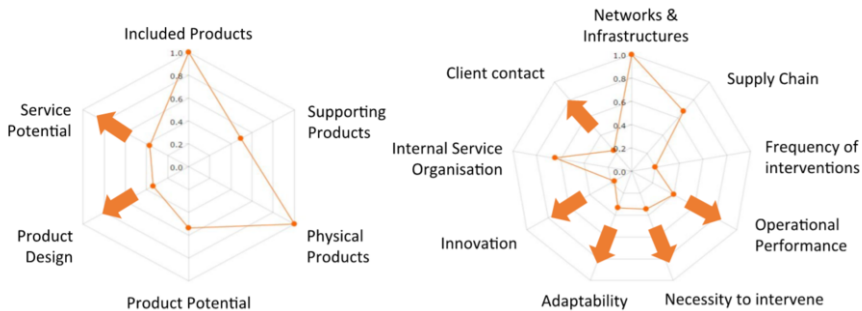 Included Products
1.0
0.8
0.6
0.4
0.2
0.0
Service
Potential
Supporting
Products
Product
Design
Physical
Products
Product Potential
Networks &
Infrastructures
1.0
0.8
0.6
0.4
0.2
0.0
Client contact
Supply Chain
Internal Service
Organisation
Frequency of
interventions
Innovation
Operational
Performance
Adaptability
Necessity to intervene